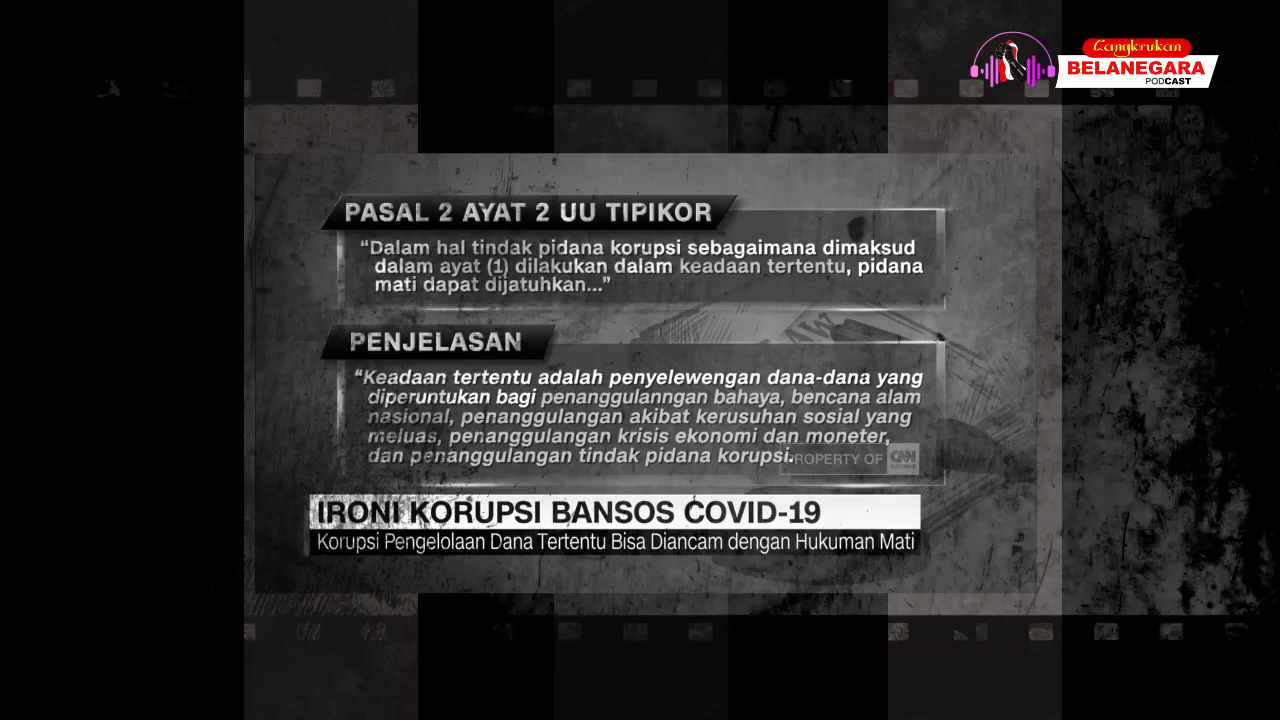 Cangkrukan
BELANEGARA
PODCAST
PASAL 2 AYAT 2 UU TIPIKOR
“Dalam hal tindak pidana korupsi sebagaimana dimaksud
dalam ayat (1) dilakukan dalam keadaan tertentu, pidana
mati dapat dijatuhkan...”
PENJELASAN
“Keadaan tertentu adalah penyelewengan dana-dana yang
diperuntukan bagi penanggulanngan bahaya, bencana alam
nasional, penanggulangan akibat kerusuhan sosial yang
meluas, penanggulangan krisis ekonomi dan moneter,
dan penanggulangan tindak pidana korupsi.
PROPERTY OF CNN
IRONI KORUPSI BANSOS COVID-19
Korupsi Pengelolaan Dana Tertentu Bisa Diancam dengan Hukuman Mati